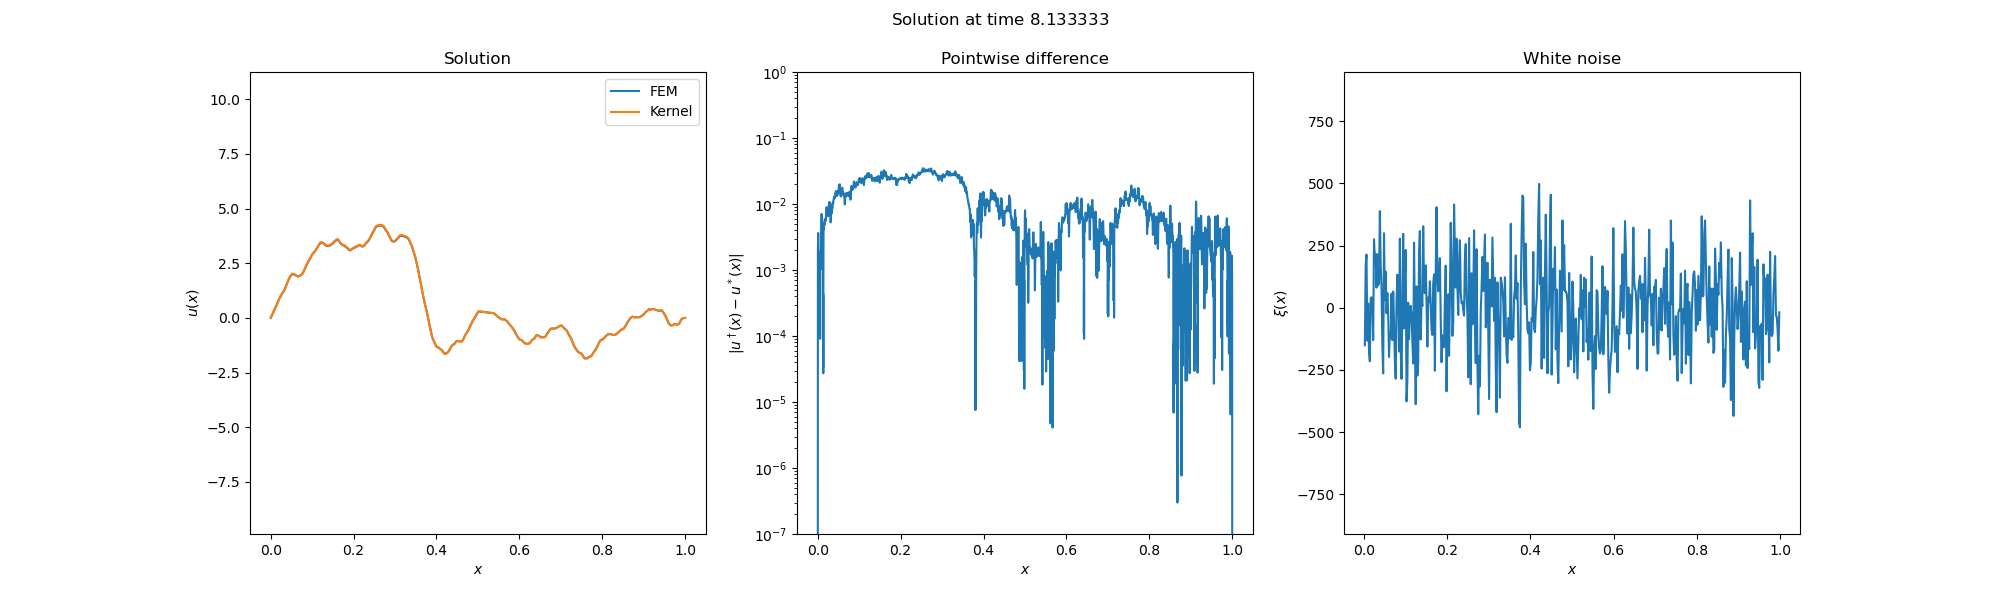 Solution at time 8.133333
Solution
10.0
7.5
5.0
2.5
0.0
−2.5
−5.0
−7.5
u(x)
0.0 0.2 0.4 0.6 0.8 1.0
x
FEM
Kernel
Pointwise difference
10⁰
10⁻¹
10⁻²
10⁻³
10⁻⁴
10⁻⁵
10⁻⁶
10⁻⁷
|u†(x) − u*(x)|
0.0 0.2 0.4 0.6 0.8 1.0
x
White noise
750
500
250
0
−250
−500
−750
ξ(x)
0.0 0.2 0.4 0.6 0.8 1.0
x